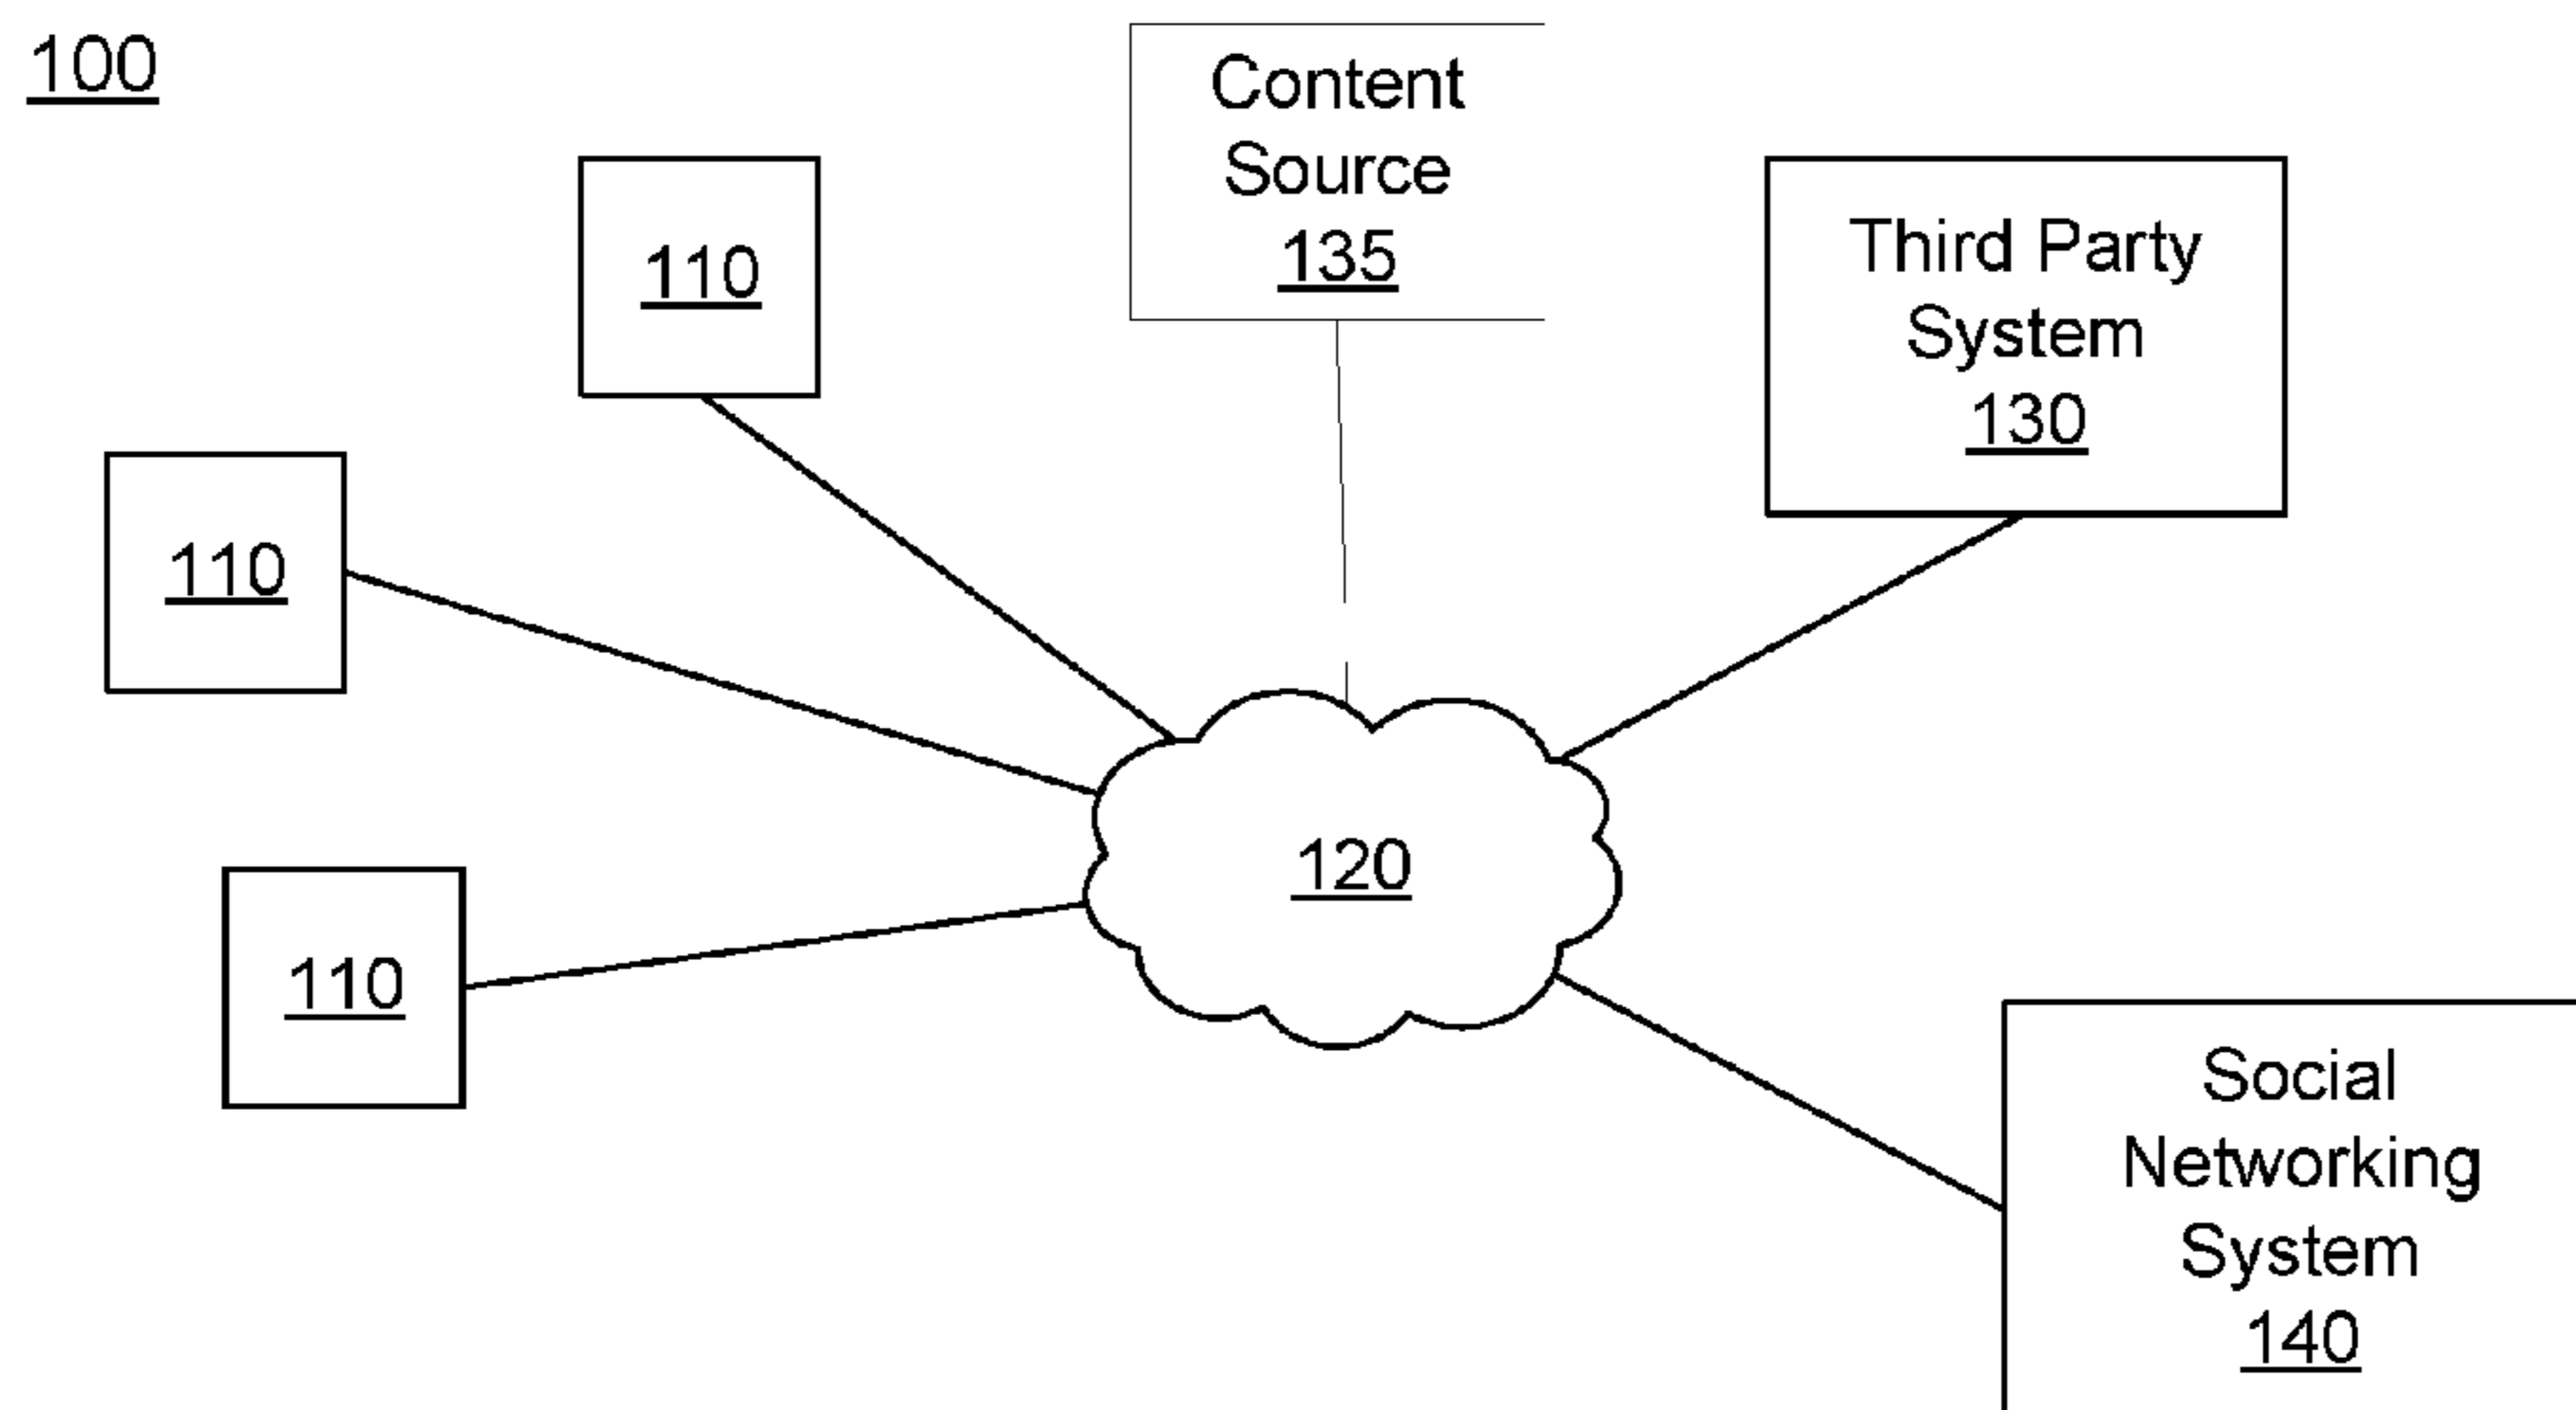 100
Content
Source
135
110
Third Party
System
130
110
120
110
Social
Networking
System
140